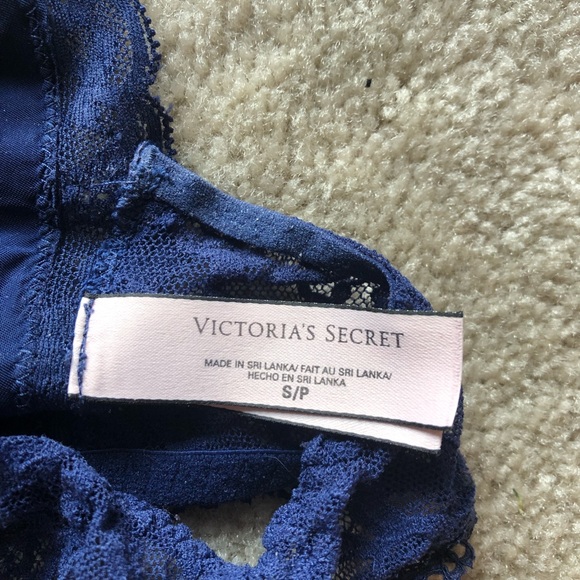 VICTORIA'S SECRET
MADE IN SRI LANKA/ FAIT AU SRI LANKA/
HECHO EN SRI LANKA
S/P